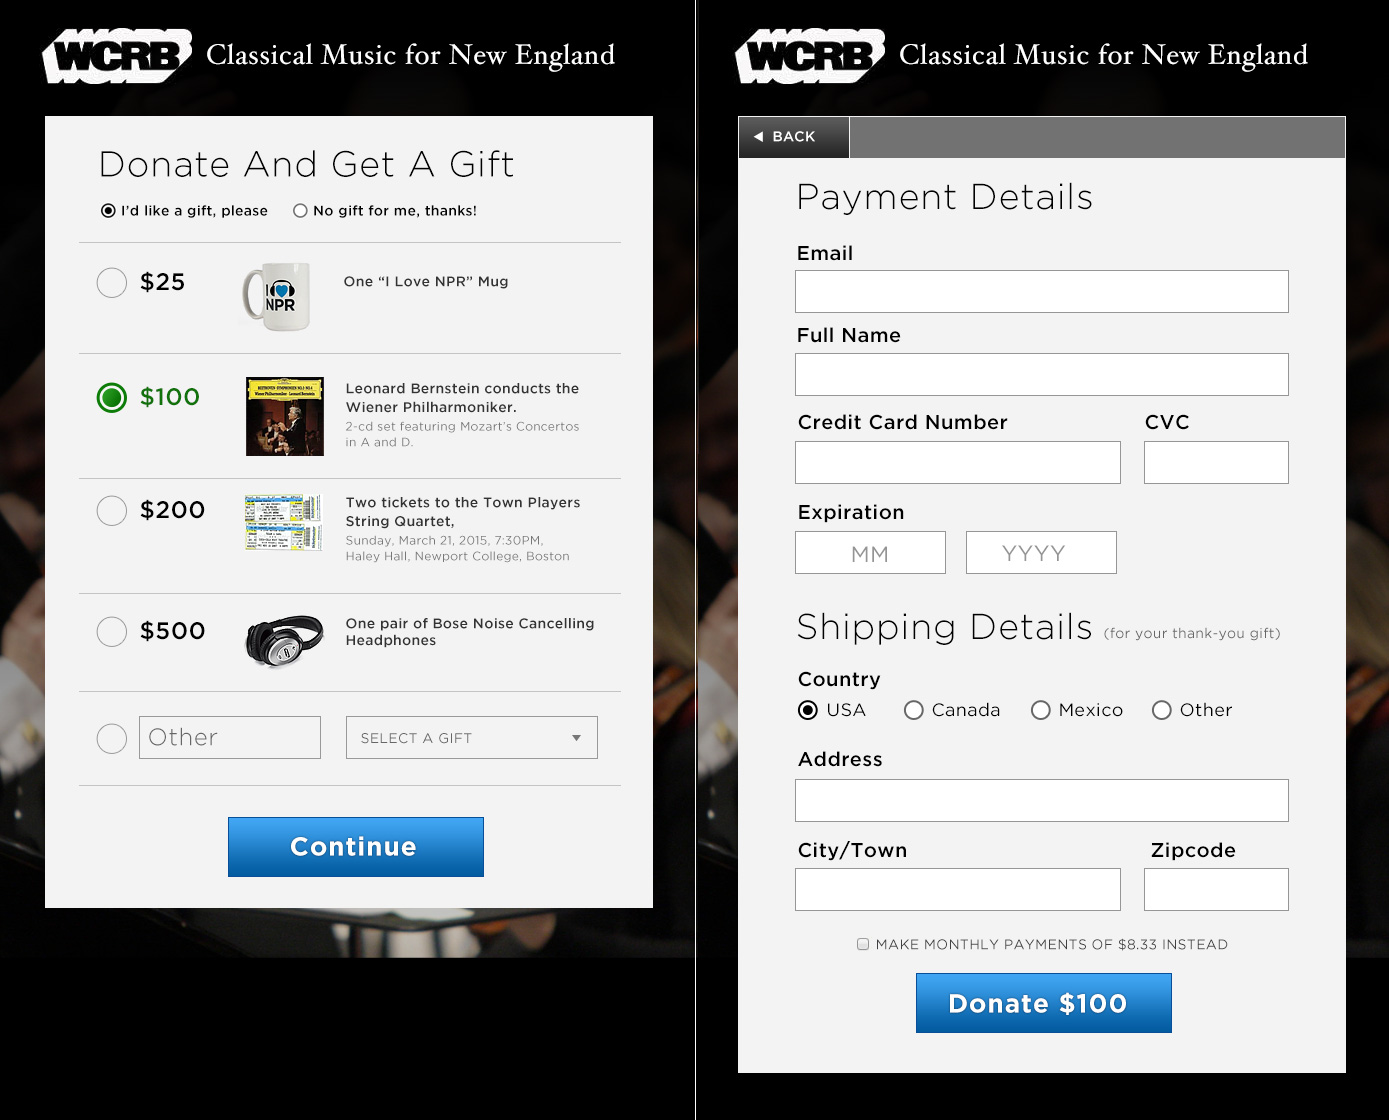 WCRB Classical Music for New England
Donate And Get A Gift
I'd like a gift, please
No gift for me, thanks!
$25
I
NPR
One “I Love NPR” Mug
$100
Leonard Bernstein conducts the
Wiener Philharmoniker.
2-cd set featuring Mozart's Concertos
in A and D.
$200
Two tickets to the Town Players
String Quartet,
Sunday, March 21, 2015, 7:30PM,
Haley Hall, Newport College, Boston
$500
One pair of Bose Noise Cancelling
Headphones
Other
SELECT A GIFT
Continue
WCRB Classical Music for New England
BACK
Payment Details
Email
Full Name
Credit Card Number
CVC
Expiration
MM
YYYY
Shipping Details (for your thank-you gift)
Country
USA
Canada
Mexico
Other
Address
City/Town
Zipcode
MAKE MONTHLY PAYMENTS OF $8.33 INSTEAD
Donate $100